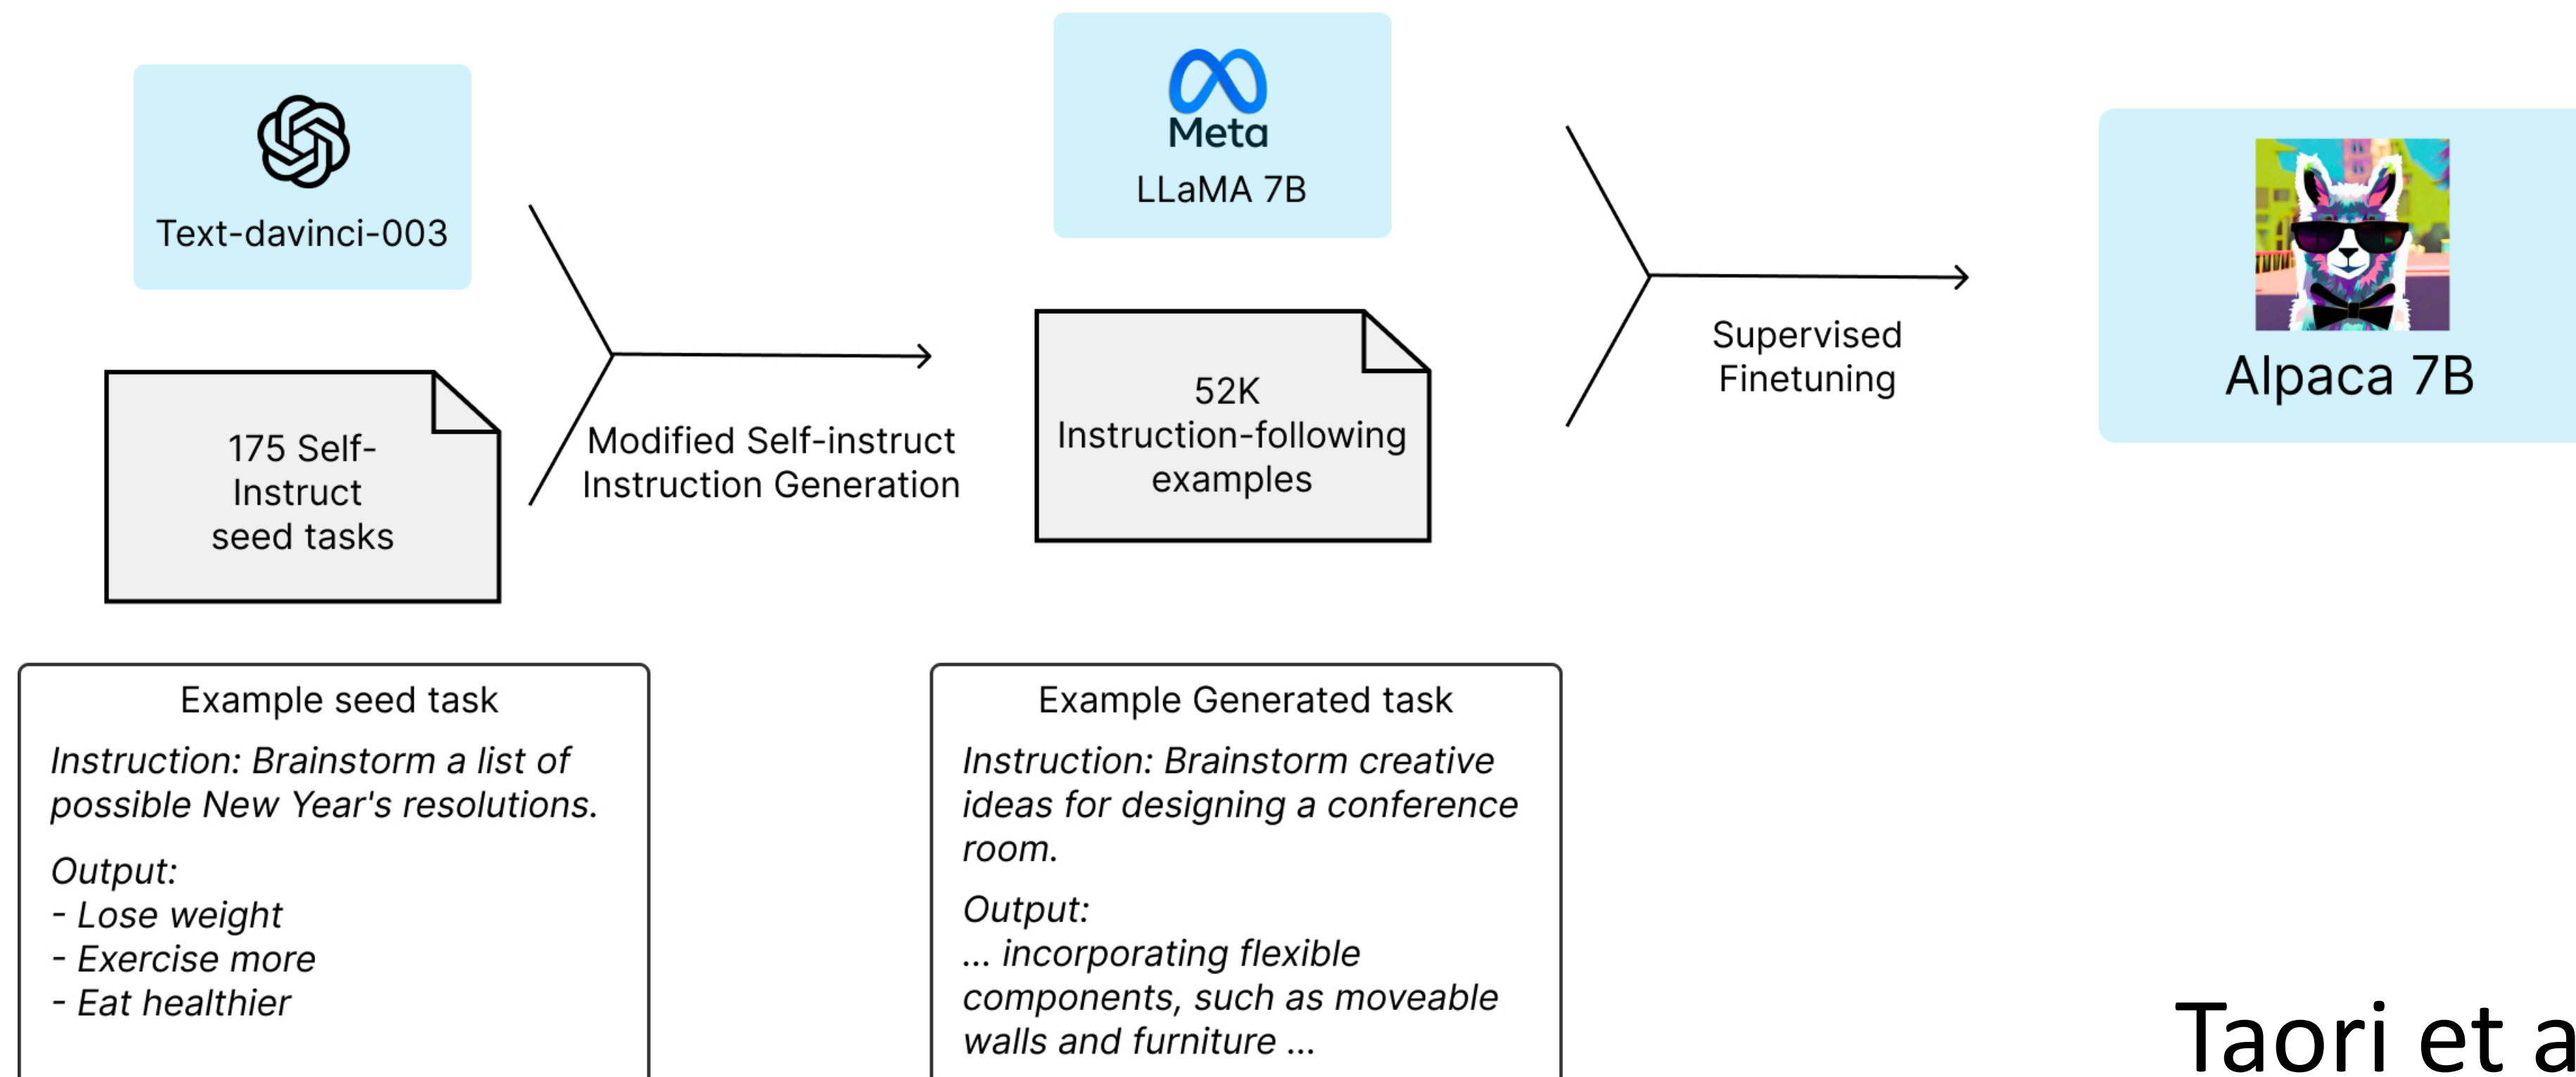 Text-davinci-003
175 Self-
Instruct
seed tasks
Modified Self-instruct
Instruction Generation
Meta
LLaMA 7B
52K
Instruction-following
examples
Supervised
Finetuning
Alpaca 7B
Example seed task
Instruction: Brainstorm a list of
possible New Year's resolutions.
Output:
- Lose weight
- Exercise more
- Eat healthier
Example Generated task
Instruction: Brainstorm creative
ideas for designing a conference
room.
Output:
... incorporating flexible
components, such as moveable
walls and furniture ...
Taori et a